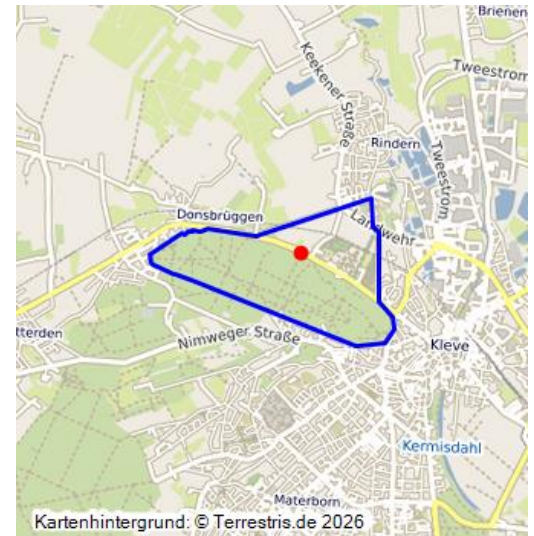 Brienen
Tweestrom
Keekener Straße
Rindern
Tweestrom
Donsbrüggen
Landwehr
tterden
Nimweger Straße
Kleve
Kermisdahl
Materborn
Kartenhintergrund: © Terrestris.de 2026